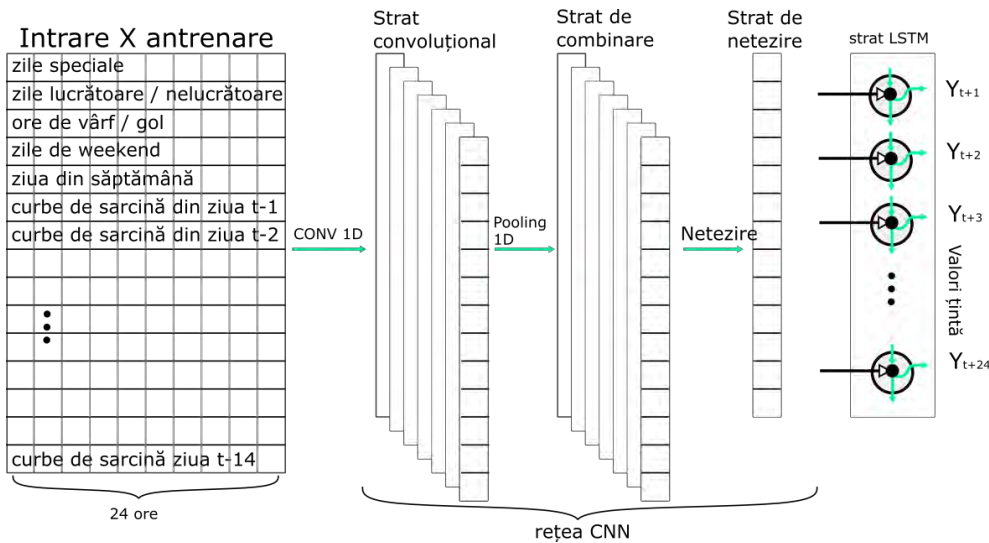 Intrare X antrenare
zile speciale
zile lucrătoare / nelucrătoare
ore de vârf / gol
zile de weekend
ziua din săptămână
curbe de sarcină din ziua t-1
curbe de sarcină din ziua t-2
curbe de sarcină ziua t-14
24 ore
CONV 1D
Strat
convoluțional
Pooling
1D
Strat de
combinare
Netezire
Strat de
netezire
rețea CNN
strat LSTM
Yt+1
Yt+2
Yt+3
Yt+24
Valori țintă